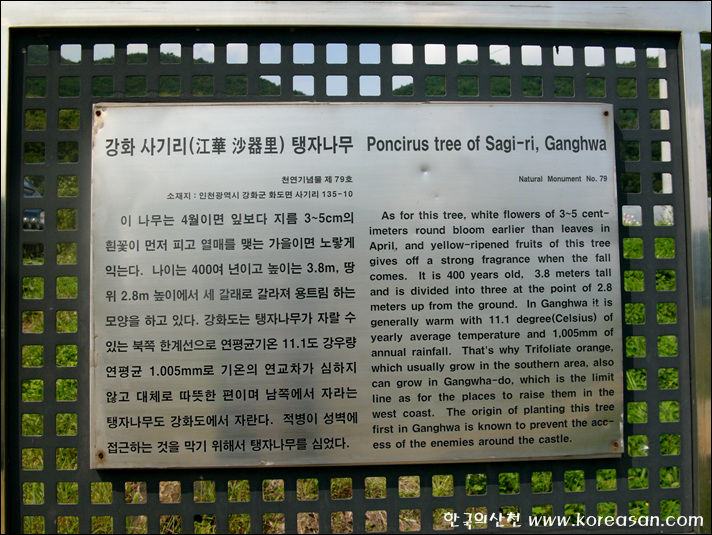 강화 사기리(江華 沙器里) 탱자나무
천연기념물 제 79호
소재지 : 인천광역시 강화군 화도면 사기리 135-10
이 나무는 4월이면 잎보다 지름 3~5cm의
흰꽃이 먼저 피고 열매를 맺는 가을이면 노랗게
익는다. 나이는 400여 년이고 높이는 3.8m, 땅
위 2.8m 높이에서 세 갈래로 갈라져 용트림 하는
모양을 하고 있다. 강화도는 탱자나무가 자랄 수
있는 북쪽 한계선으로 연평균기온 11.1도 강우량
연평균 1.005mm로 기온의 연교차가 심하지
않고 대체로 따뜻한 편이며 남쪽에서 자라는
탱자나무도 강화도에서 자란다. 적병이 성벽에
접근하는 것을 막기 위해서 탱자나무를 심었다.
Poncirus tree of Sagi-ri, Ganghwa
Natural Monument No. 79
As for this tree, white flowers of 3~5 cent-
imeters round bloom earlier than leaves in
April, and yellow-ripened fruits of this tree
gives off a strong fragrance when the fall
comes. It is 400 years old, 3.8 meters tall
and is divided into three at the point of 2.8
meters up from the ground. In Ganghwa it is
generally warm with 11.1 degree(Celsius) of
yearly average temperature and 1,005mm of
annual rainfall. That's why Trifoliate orange,
which usually grow in the southern area, also
can grow in Gangwha-do, which is the limit
line as for the places to raise them in the
west coast. The origin of planting this tree
first in Ganghwa is known to prevent the acc-
ess of the enemies around the castle.
한국의산천 www.koreasan.com